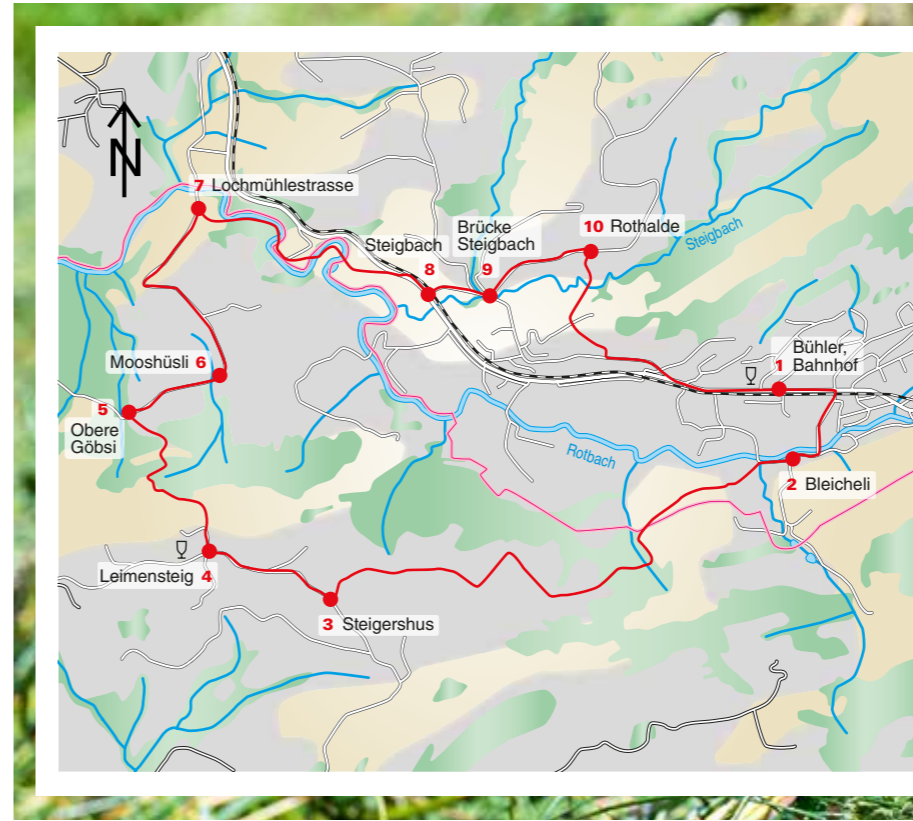 N
7 Lochmühlestrasse
Steigbach
8
Brücke
Steigbach
9
10 Rothalde
Steigbach
1
Bühler,
Bahnhof
Mooshüsli 6
5
Obere
Göbsi
Rotbach
2 Bleicheli
Leimensteig 4
3 Steigershus